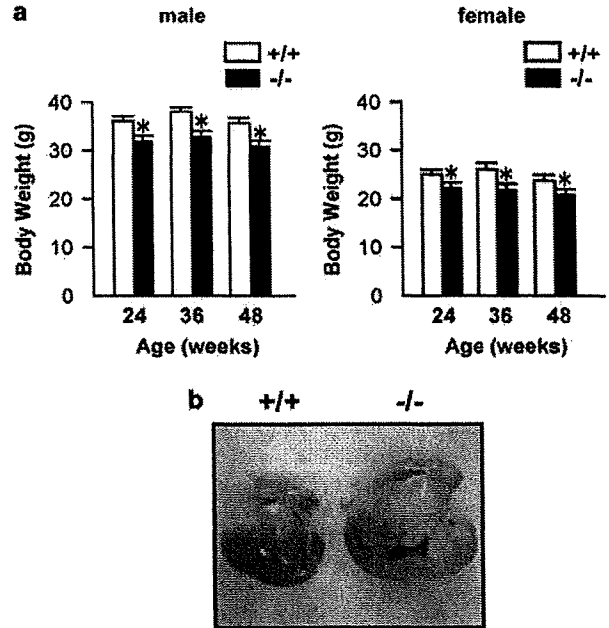 a
male
female
+/+
-/-
+/+
-/-
Body Weight (g)
40
30
20
10
0
* * *
24 36 48
Age (weeks)
Body Weight (g)
40
30
20
10
0
* * *
24 36 48
Age (weeks)
b
+/+ -/-